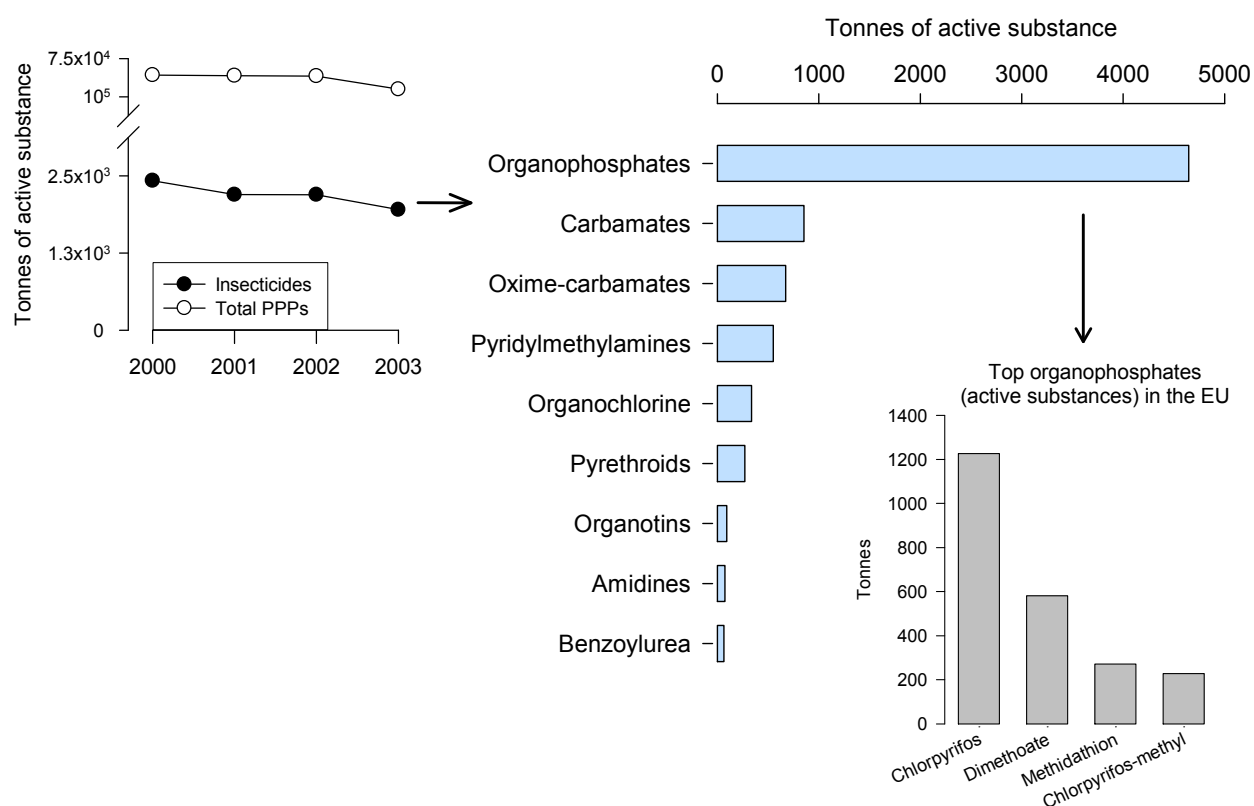 Tonnes of active substance
7.5x10⁴
10⁵
2.5x10³
1.3x10³
0
2000 2001 2002 2003
Insecticides
Total PPPs
Tonnes of active substance
0 1000 2000 3000 4000 5000
Organophosphates
Carbamates
Oxime-carbamates
Pyridylmethylamines
Organochlorine
Pyrethroids
Organotins
Amidines
Benzoylurea
Top organophosphates
(active substances) in the EU
Tonnes
1400
1200
1000
800
600
400
200
0
Chlorpyrifos
Dimethoate
Methidathion
Chlorpyrifos-methyl